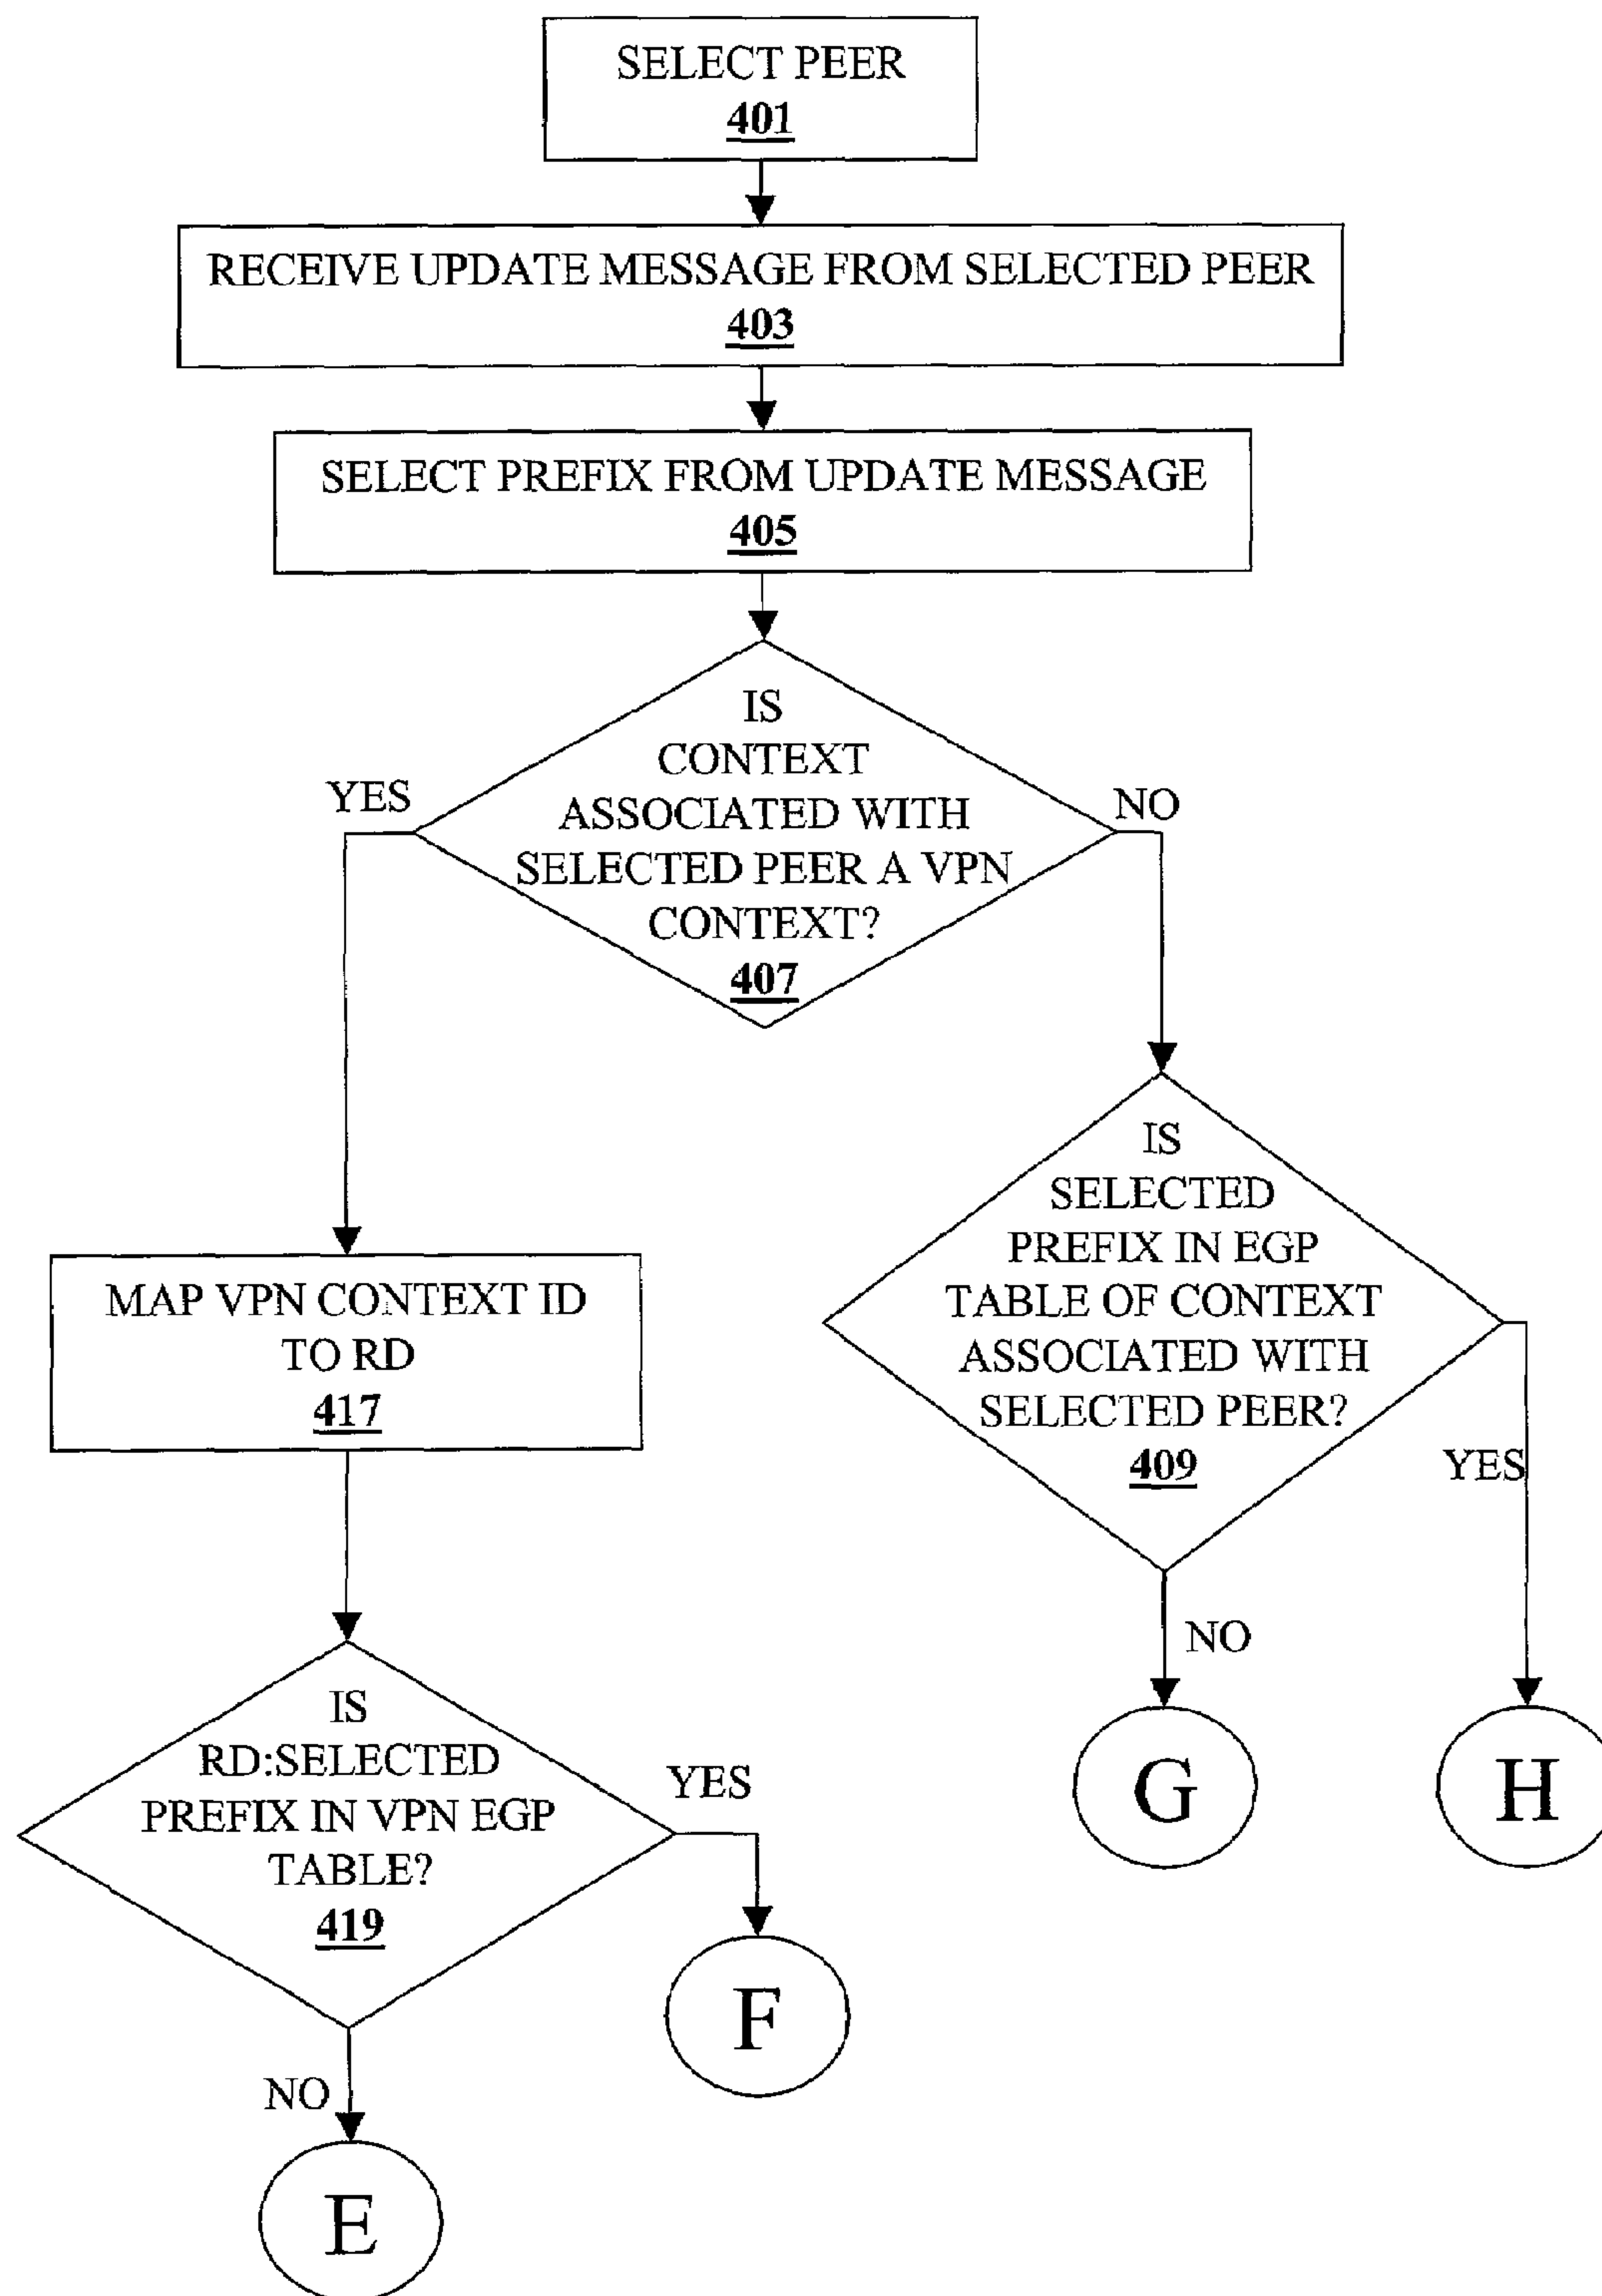 SELECT PEER
401
RECEIVE UPDATE MESSAGE FROM SELECTED PEER
403
SELECT PREFIX FROM UPDATE MESSAGE
405
IS
CONTEXT
ASSOCIATED WITH
SELECTED PEER A VPN
CONTEXT?
407
YES
NO
MAP VPN CONTEXT ID
TO RD
417
IS
SELECTED
PREFIX IN EGP
TABLE OF CONTEXT
ASSOCIATED WITH
SELECTED PEER?
409
YES
NO
G
H
IS
RD:SELECTED
PREFIX IN VPN EGP
TABLE?
419
YES
F
NO
E